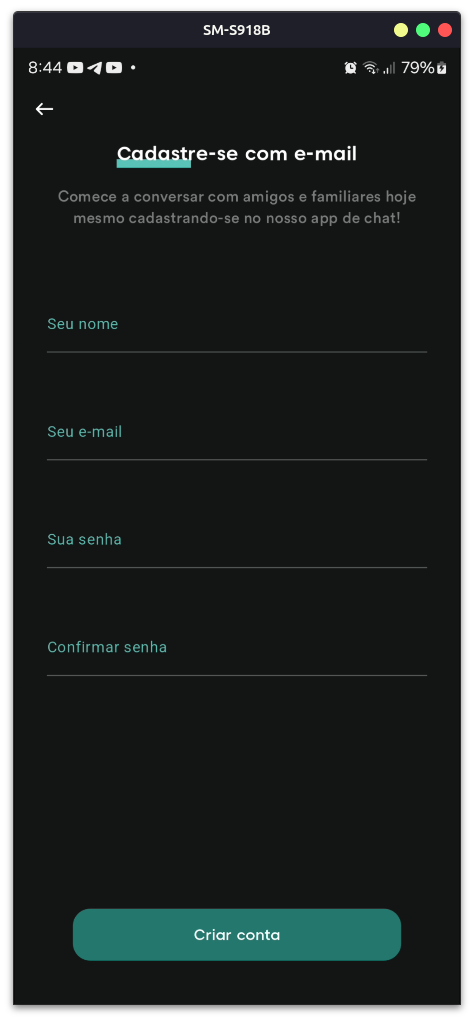 SM-S918B
8:44
79%
Cadastre-se com e-mail
Comece a conversar com amigos e familiares hoje
mesmo cadastrando-se no nosso app de chat!
Seu nome
Seu e-mail
Sua senha
Confirmar senha
Criar conta